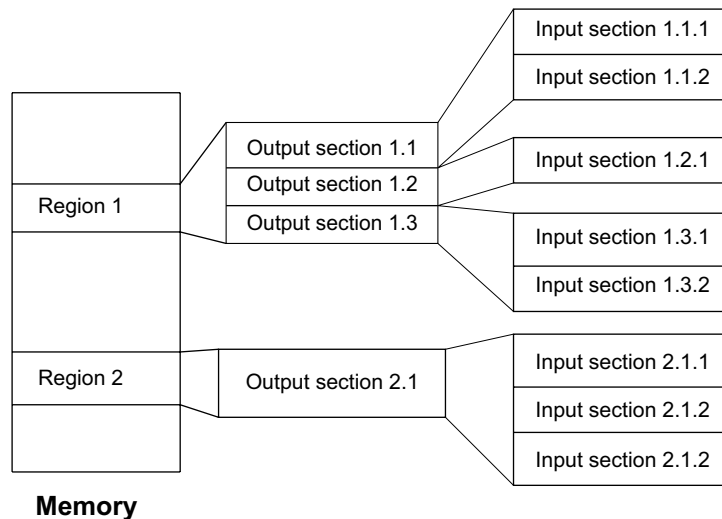 Input section 1.1.1
Input section 1.1.2
Output section 1.1
Input section 1.2.1
Output section 1.2
Region 1
Output section 1.3
Input section 1.3.1
Input section 1.3.2
Input section 2.1.1
Region 2
Output section 2.1
Input section 2.1.2
Input section 2.1.2
Memory